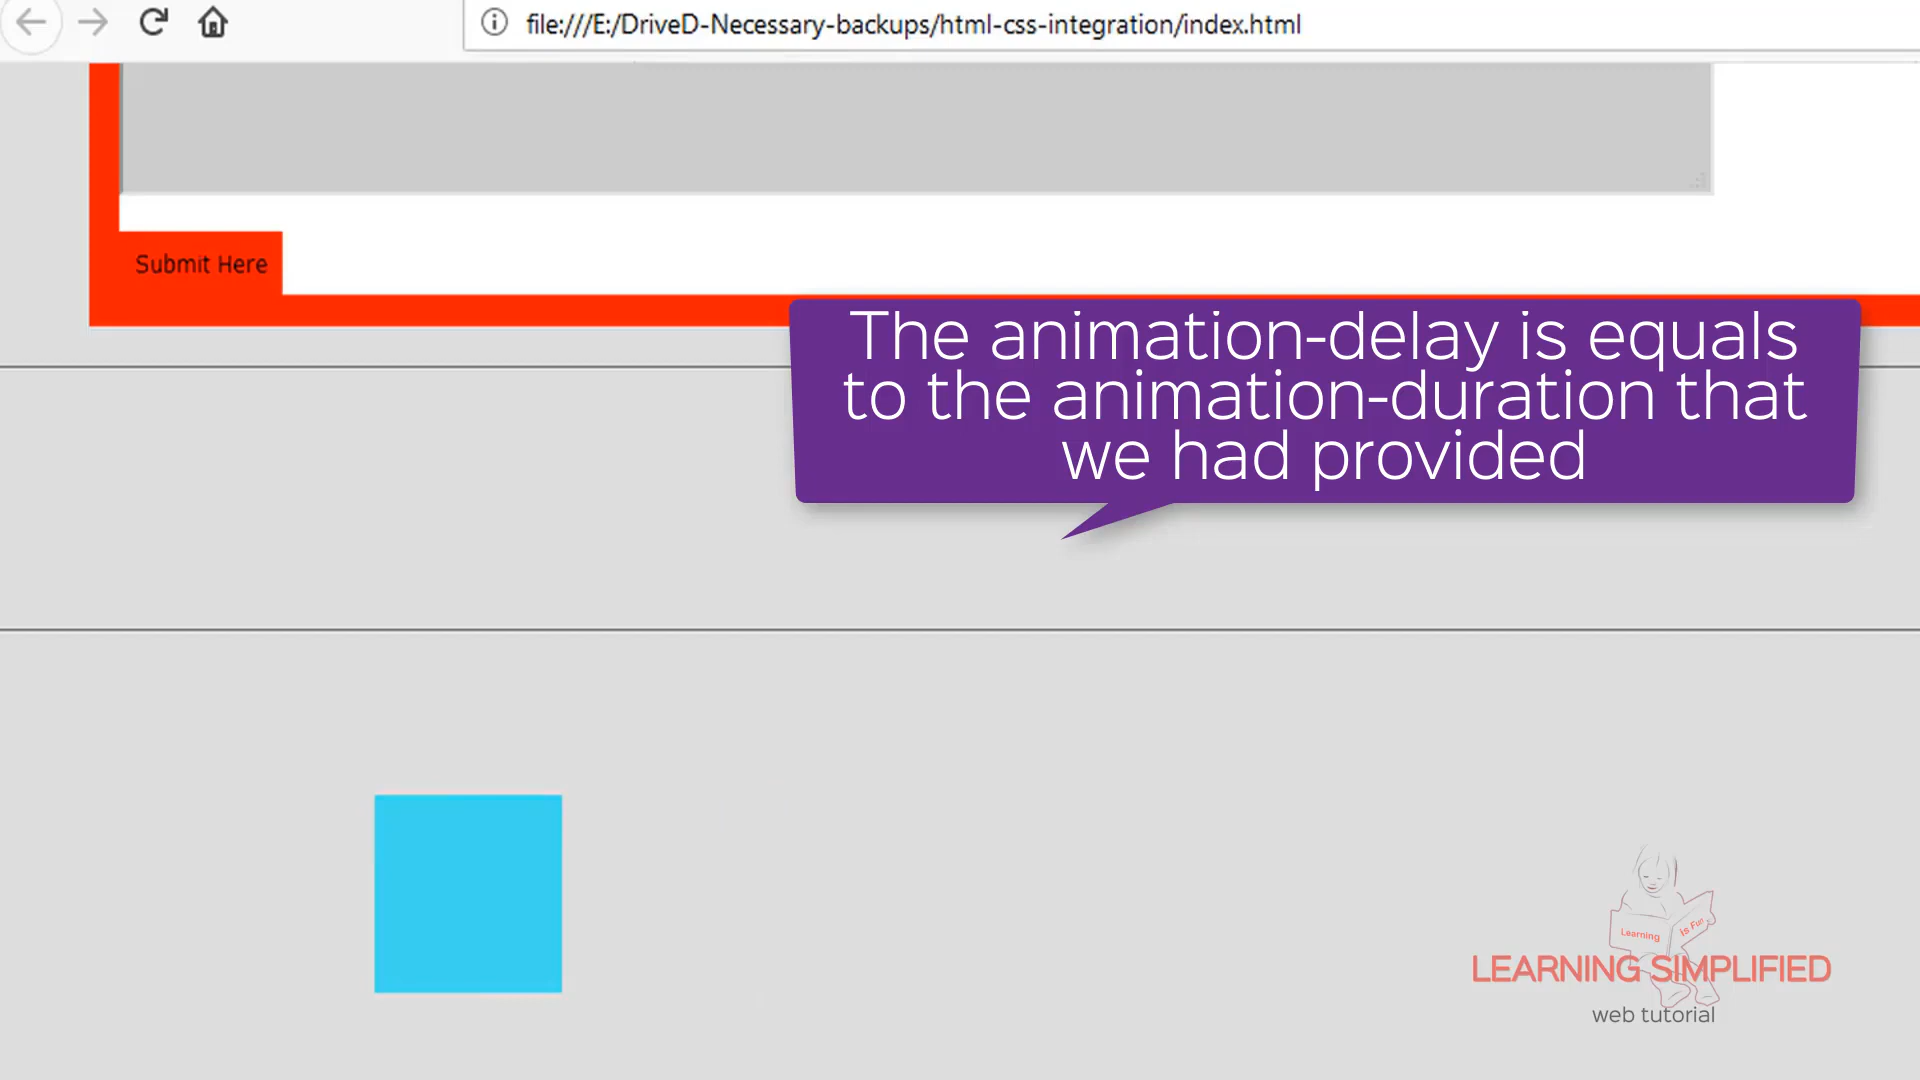 file:///E:/DriveD-Necessary-backups/html-css-integration/index.html
Submit Here
The animation-delay is equals
to the animation-duration that
we had provided
Learning
is Fun
LEARNING SIMPLIFIED
web tutorial